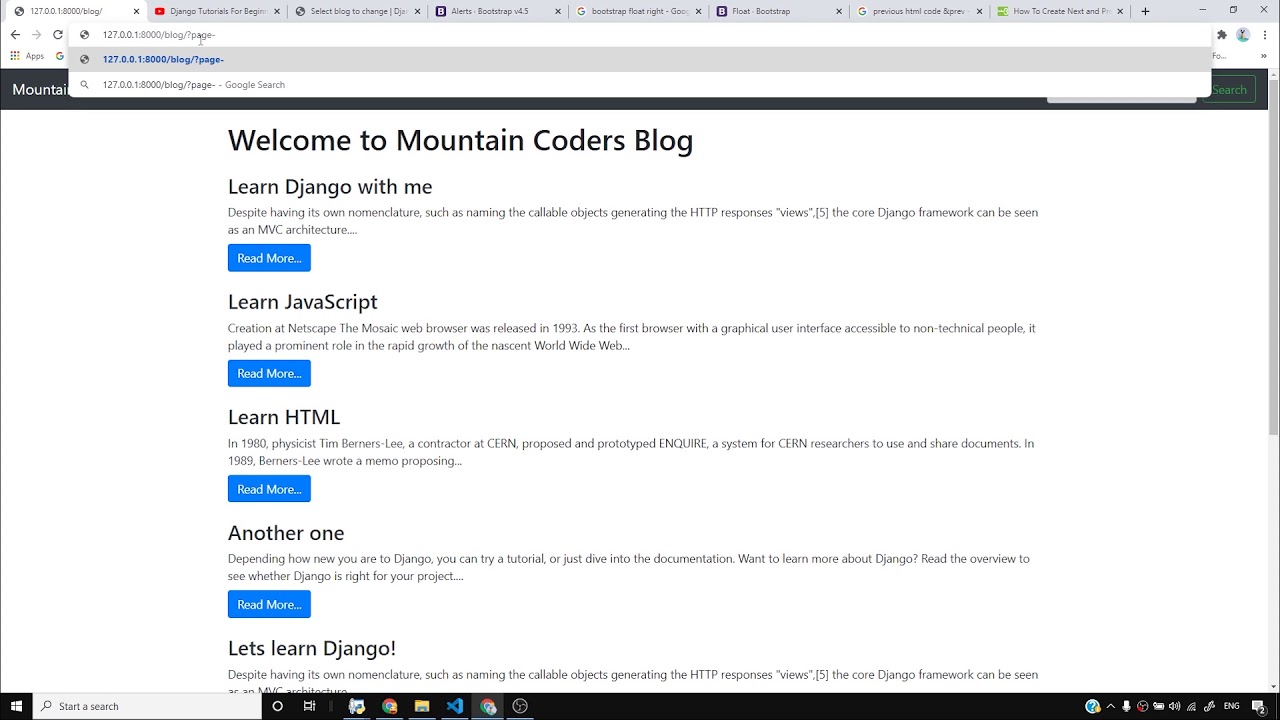 127.0.0.1:8000/blog/
Django Tutorials For Beginn
Select blog to change | Djan
Alerts · Bootstrap v4.5
bootstrap float right - Goog
Float · Bootstrap
previous html code &prev -
How To Create Next and Pr
127.0.0.1:8000/blog/?page-
Apps
127.0.0.1:8000/blog/?page-
Fo...
127.0.0.1:8000/blog/?page- - Google Search
Mountai
Search
Welcome to Mountain Coders Blog
Learn Django with me
Despite having its own nomenclature, such as naming the callable objects generating the HTTP responses "views",[5] the core Django framework can be seen
as an MVC architecture....
Read More...
Learn JavaScript
Creation at Netscape The Mosaic web browser was released in 1993. As the first browser with a graphical user interface accessible to non-technical people, it
played a prominent role in the rapid growth of the nascent World Wide Web...
Read More...
Learn HTML
In 1980, physicist Tim Berners-Lee, a contractor at CERN, proposed and prototyped ENQUIRE, a system for CERN researchers to use and share documents. In
1989, Berners-Lee wrote a memo proposing...
Read More...
Another one
Depending how new you are to Django, you can try a tutorial, or just dive into the documentation. Want to learn more about Django? Read the overview to
see whether Django is right for your project....
Read More...
Lets learn Django!
Despite having its own nomenclature, such as naming the callable objects generating the HTTP responses "views",[5] the core Django framework can be seen
as an MVC architecture
Start a search
ENG